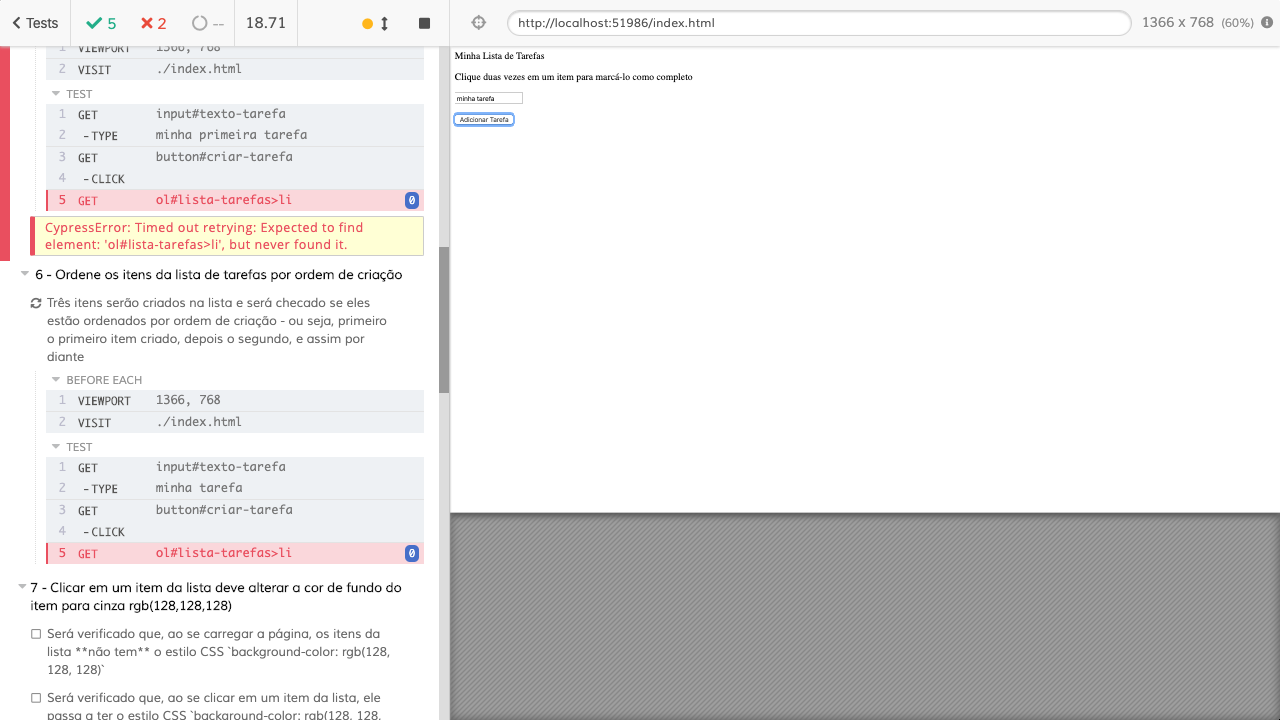 Tests 5 2 -- 18.71 http://localhost:51986/index.html 1366 x 768 (60%)
1 VIEWPORT 1366, 768
2 VISIT ./index.html
TEST
1 GET input#texto-tarefa
2 -TYPE minha primeira tarefa
3 GET button#criar-tarefa
4 -CLICK
5 GET ol#lista-tarefas>li 0
CypressError: Timed out retrying: Expected to find
element: 'ol#lista-tarefas>li', but never found it.
6 - Ordene os itens da lista de tarefas por ordem de criação
Três itens serão criados na lista e será checado se eles
estão ordenados por ordem de criação - ou seja, primeiro
o primeiro item criado, depois o segundo, e assim por
diante
BEFORE EACH
1 VIEWPORT 1366, 768
2 VISIT ./index.html
TEST
1 GET input#texto-tarefa
2 -TYPE minha tarefa
3 GET button#criar-tarefa
4 -CLICK
5 GET ol#lista-tarefas>li 0
7 - Clicar em um item da lista deve alterar a cor de fundo do
item para cinza rgb(128,128,128)
Será verificado que, ao se carregar a página, os itens da
lista **não tem** o estilo CSS `background-color: rgb(128,
128, 128)`
Será verificado que, ao se clicar em um item da lista, ele
passa a ter o estilo CSS `background-color: rgb(128, 128,
Minha Lista de Tarefas
Clique duas vezes em um item para marcá-lo como completo
minha tarefa
Adicionar Tarefa